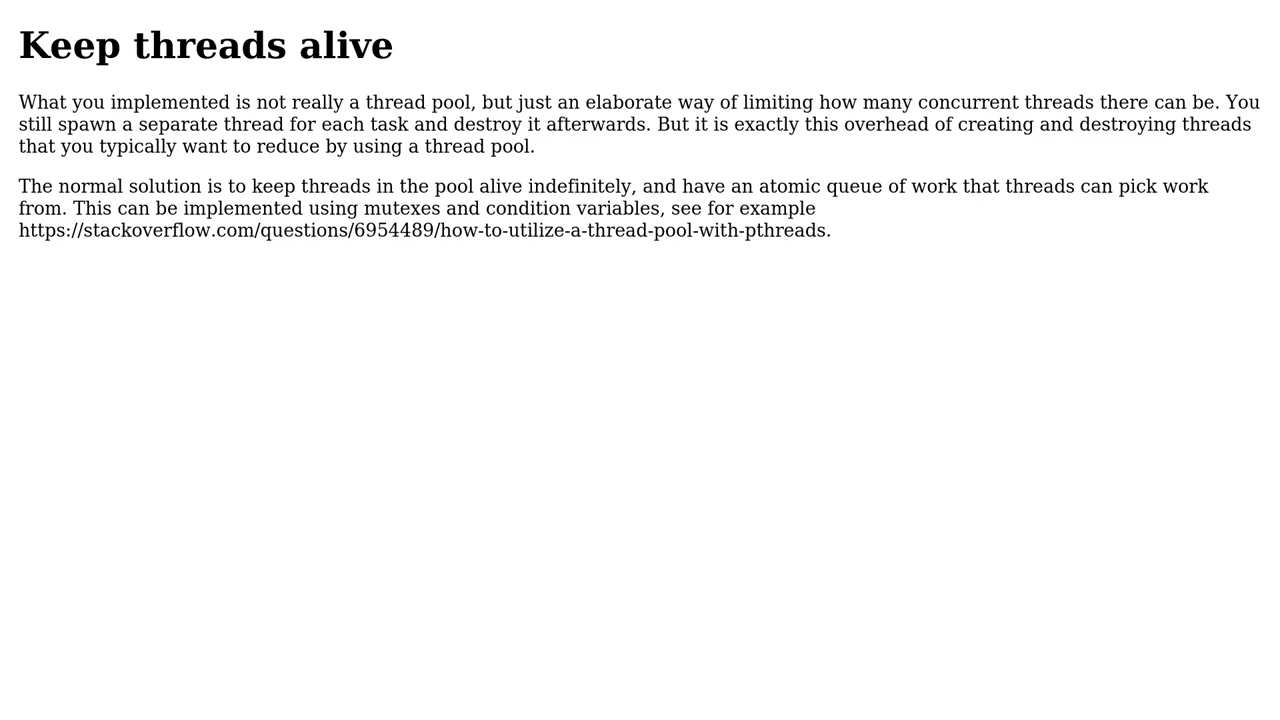 Keep threads alive
What you implemented is not really a thread pool, but just an elaborate way of limiting how many concurrent threads there can be. You
still spawn a separate thread for each task and destroy it afterwards. But it is exactly this overhead of creating and destroying threads
that you typically want to reduce by using a thread pool.
The normal solution is to keep threads in the pool alive indefinitely, and have an atomic queue of work that threads can pick work
from. This can be implemented using mutexes and condition variables, see for example
https://stackoverflow.com/questions/6954489/how-to-utilize-a-thread-pool-with-pthreads.